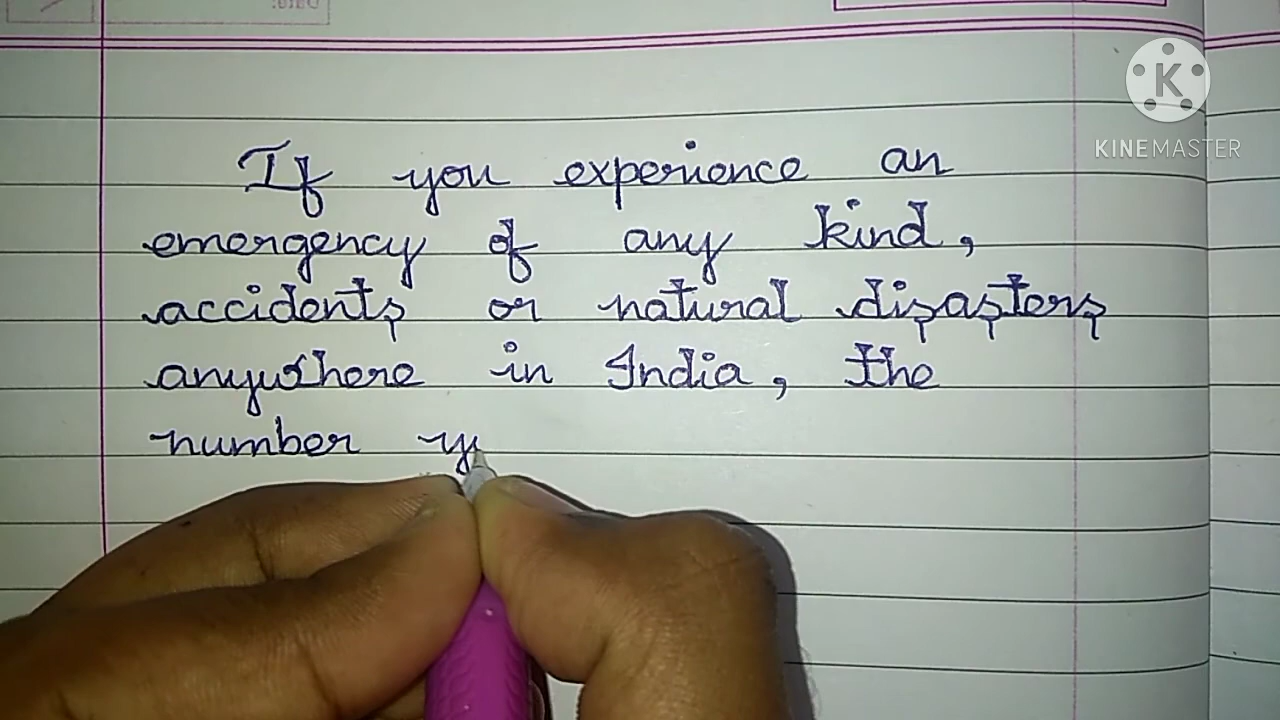 K
KINEMASTER
If you experience an
emergency of any kind,
accidents or natural disasters
anywhere in India, the
number